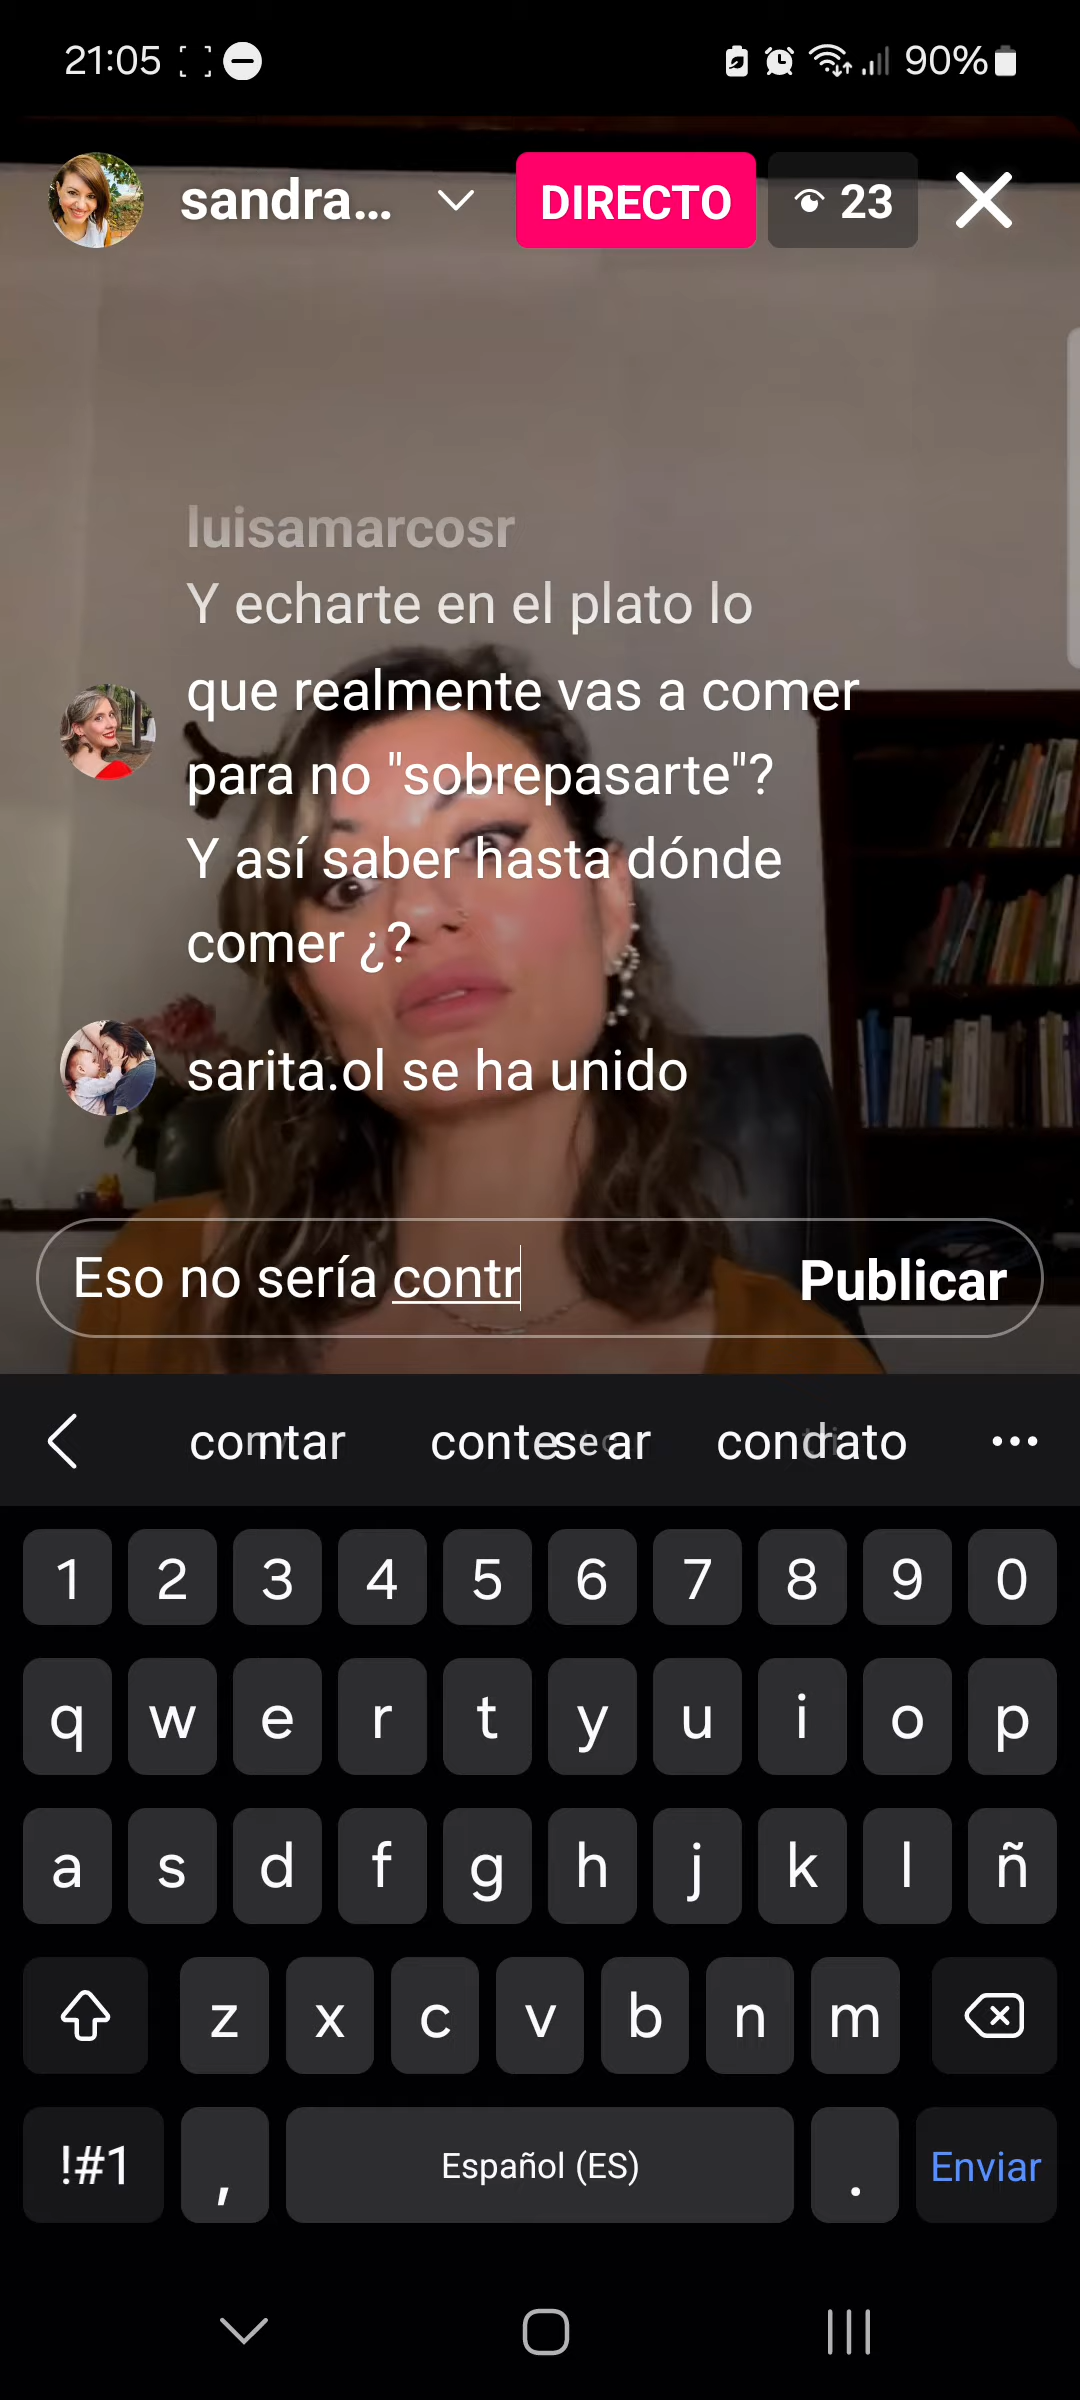 21:05 90%
sandra... DIRECTO 23
luisamarcosr
Y echarte en el plato lo
que realmente vas a comer
para no "sobrepasarte"?
Y así saber hasta dónde
comer ¿?
sarita.ol se ha unido
Eso no sería contr Publicar
1 2 3 4 5 6 7 8 9 0
q w e r t y u i o p
a s d f g h j k l ñ
z x c v b n m
!#1 , Español (ES) . Enviar